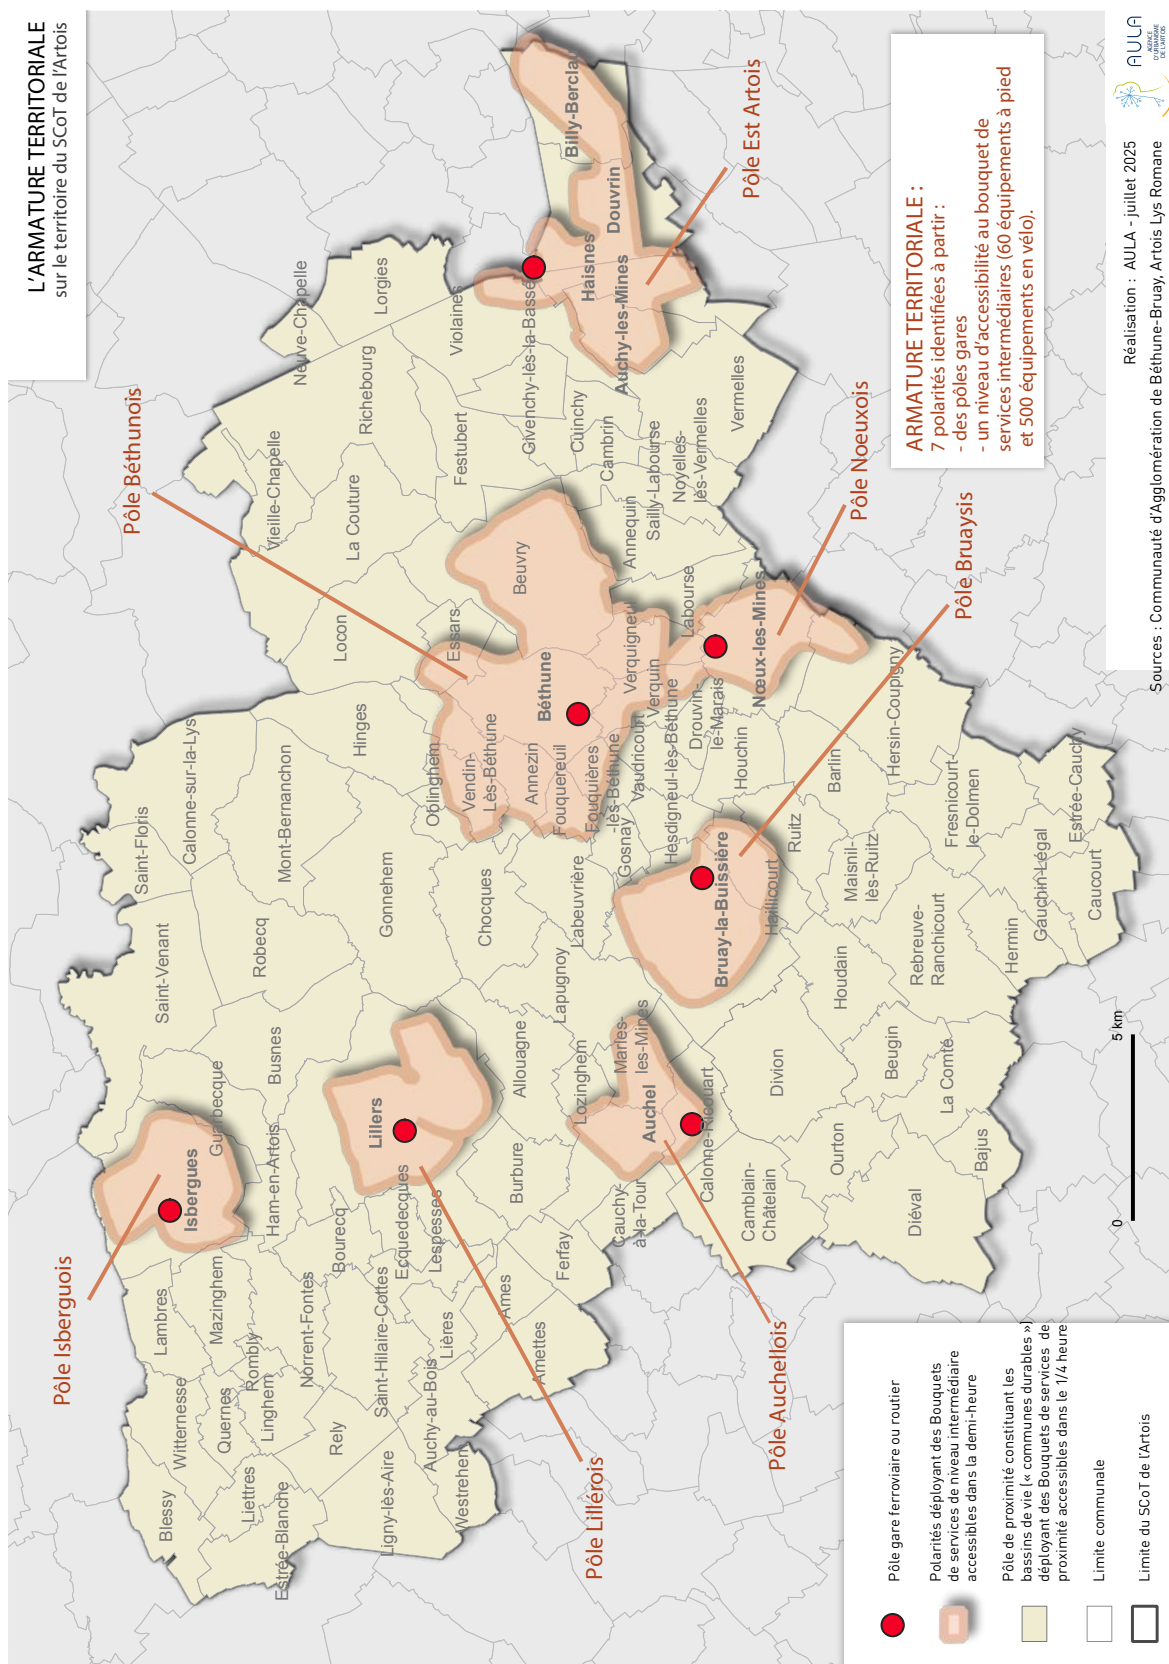 L'ARMATURE TERRITORIALE
sur le territoire du SCoT de l'Artois
Pôle Isberguois
Pôle Béthunois
Pôle Lillérois
Pôle Auchellois
Pôle Bruaysis
Pôle Noeuxois
Pôle Est Artois
Blessy
Witternesse
Lambres
Isbergues
Guarbecque
Saint-Venant
Saint-Floris
Calonne-sur-la-Lys
Liettres
Quernes
Mazinghem
Rombly
Linghem
Estrée-Blanche
Ham-en-Artois
Busnes
Robecq
Mont-Bernanchon
Vieille-Chapelle
Neuve-Chapelle
Rely
Norrent-Fontes
Bourecq
Locon
La Couture
Richebourg
Lorgies
Hinges
Ligny-lès-Aire
Saint-Hilaire-Cottes
Ecquedecques
Lillers
Gonnehem
Auchy-au-Bois
Lières
Lespesses
Oblinghem
Essars
Festubert
Violaines
Westrehem
Ames
Amettes
Ferfay
Burbure
Allouagne
Chocques
Vendin-
Lès-Béthune
Annezin
Béthune
Beuvry
Givenchy-lès-la-Bassé
Fouquereuil
Fouquières
-lès-Béthune
Lozinghem
Lapugnoy
Labeuvrière
Gosnay
Vaudricourt
Verquin
Verquigneul
Annequin
Cambrin
Cuinchy
Auchy-les-Mines
Haisnes
Douvrin
Billy-Berclau
Sailly-Labourse
Noyelles-
lès-Vermelles
Vermelles
Cauchy-
à-la-Tour
Auchel
Marles-
les-Mines
Hesdigneul-lès-Béthune
Drouvin-
le-Marais
Labourse
Nœux-les-Mines
Calonne-Ricouart
Bruay-la-Buissière
Haillicourt
Houchin
Ruitz
Camblain-
Châtelain
Divion
Barlin
Hersin-Coupigny
Ourton
Houdain
Maisnil-
lès-Ruitz
Diéval
Beugin
La Comté
Rebreuve-
Ranchicourt
Fresnicourt-
le-Dolmen
Bajus
Hermin
Gauchin-Légal
Estrée-Cauchy
Caucourt
ARMATURE TERRITORIALE :
7 polarités identifiées à partir :
- des pôles gares
- un niveau d'accessibilité au bouquet de
services intermédiaires (60 équipements à pied
et 500 équipements en vélo).
Pôle gare ferroviaire ou routier
Polarités déployant des Bouquets
de services de niveau intermédiaire
accessibles dans la demi-heure
Pôle de proximité constituant les
bassins de vie (« communes durables »)
déployant des Bouquets de services de
proximité accessibles dans le 1/4 heure
Limite communale
Limite du SCoT de l'Artois
0 5 km
Réalisation : AULA - juillet 2025
Sources : Communauté d'Agglomération de Béthune-Bruay, Artois Lys Romane
AULA
AGENCE
D'URBANISME
DE L'ARTOIS